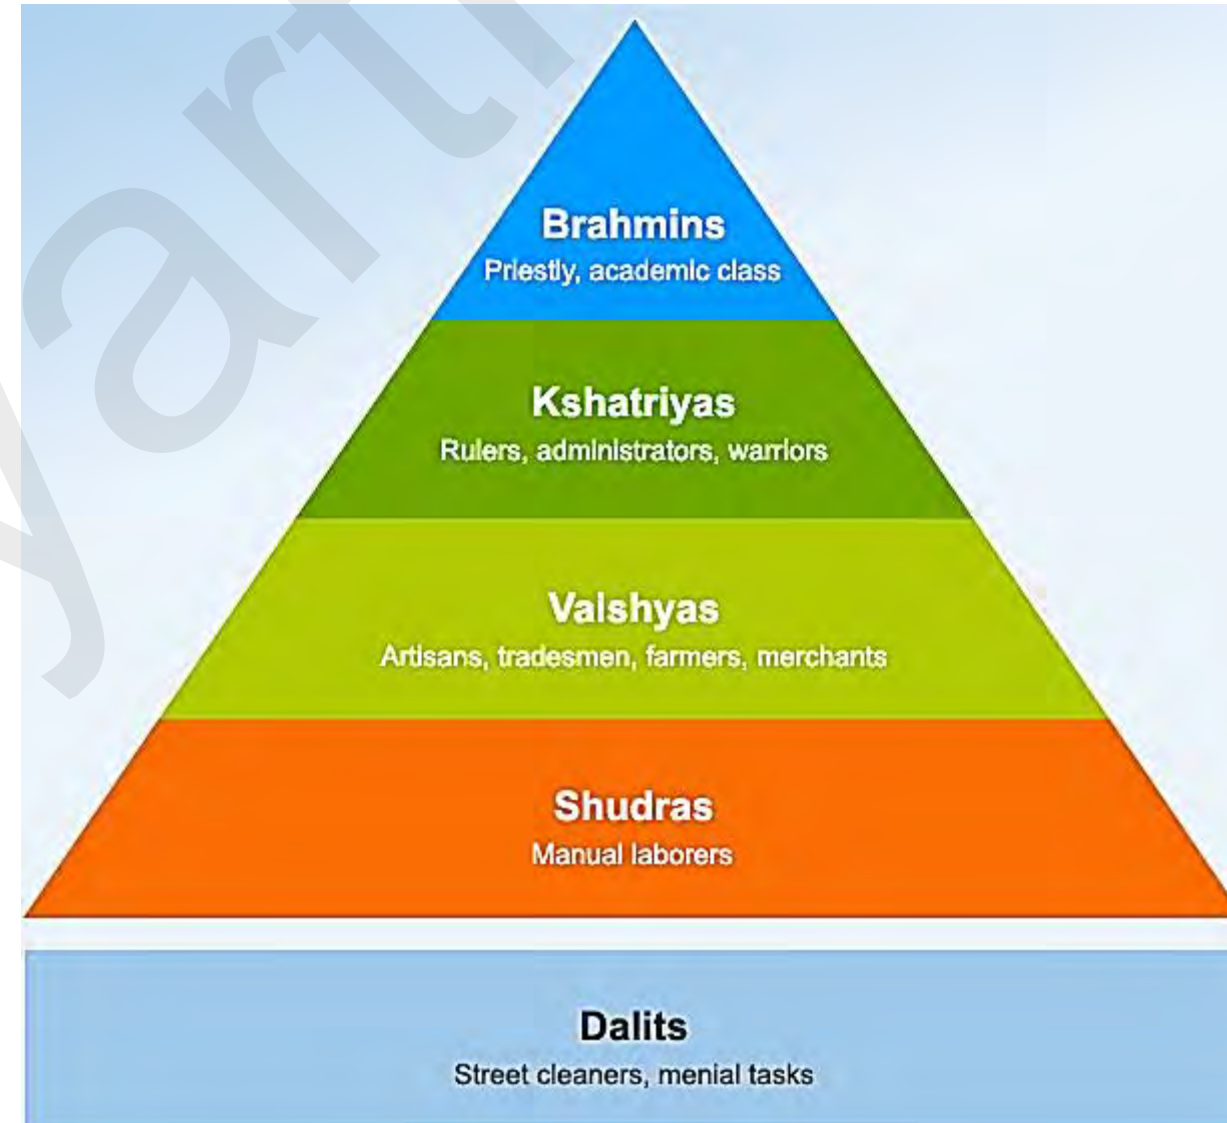 Brahmins
Priestly, academic class
Kshatriyas
Rulers, administrators, warriors
Vaishyas
Artisans, tradesmen, farmers, merchants
Shudras
Manual laborers
Dalits
Street cleaners, menial tasks